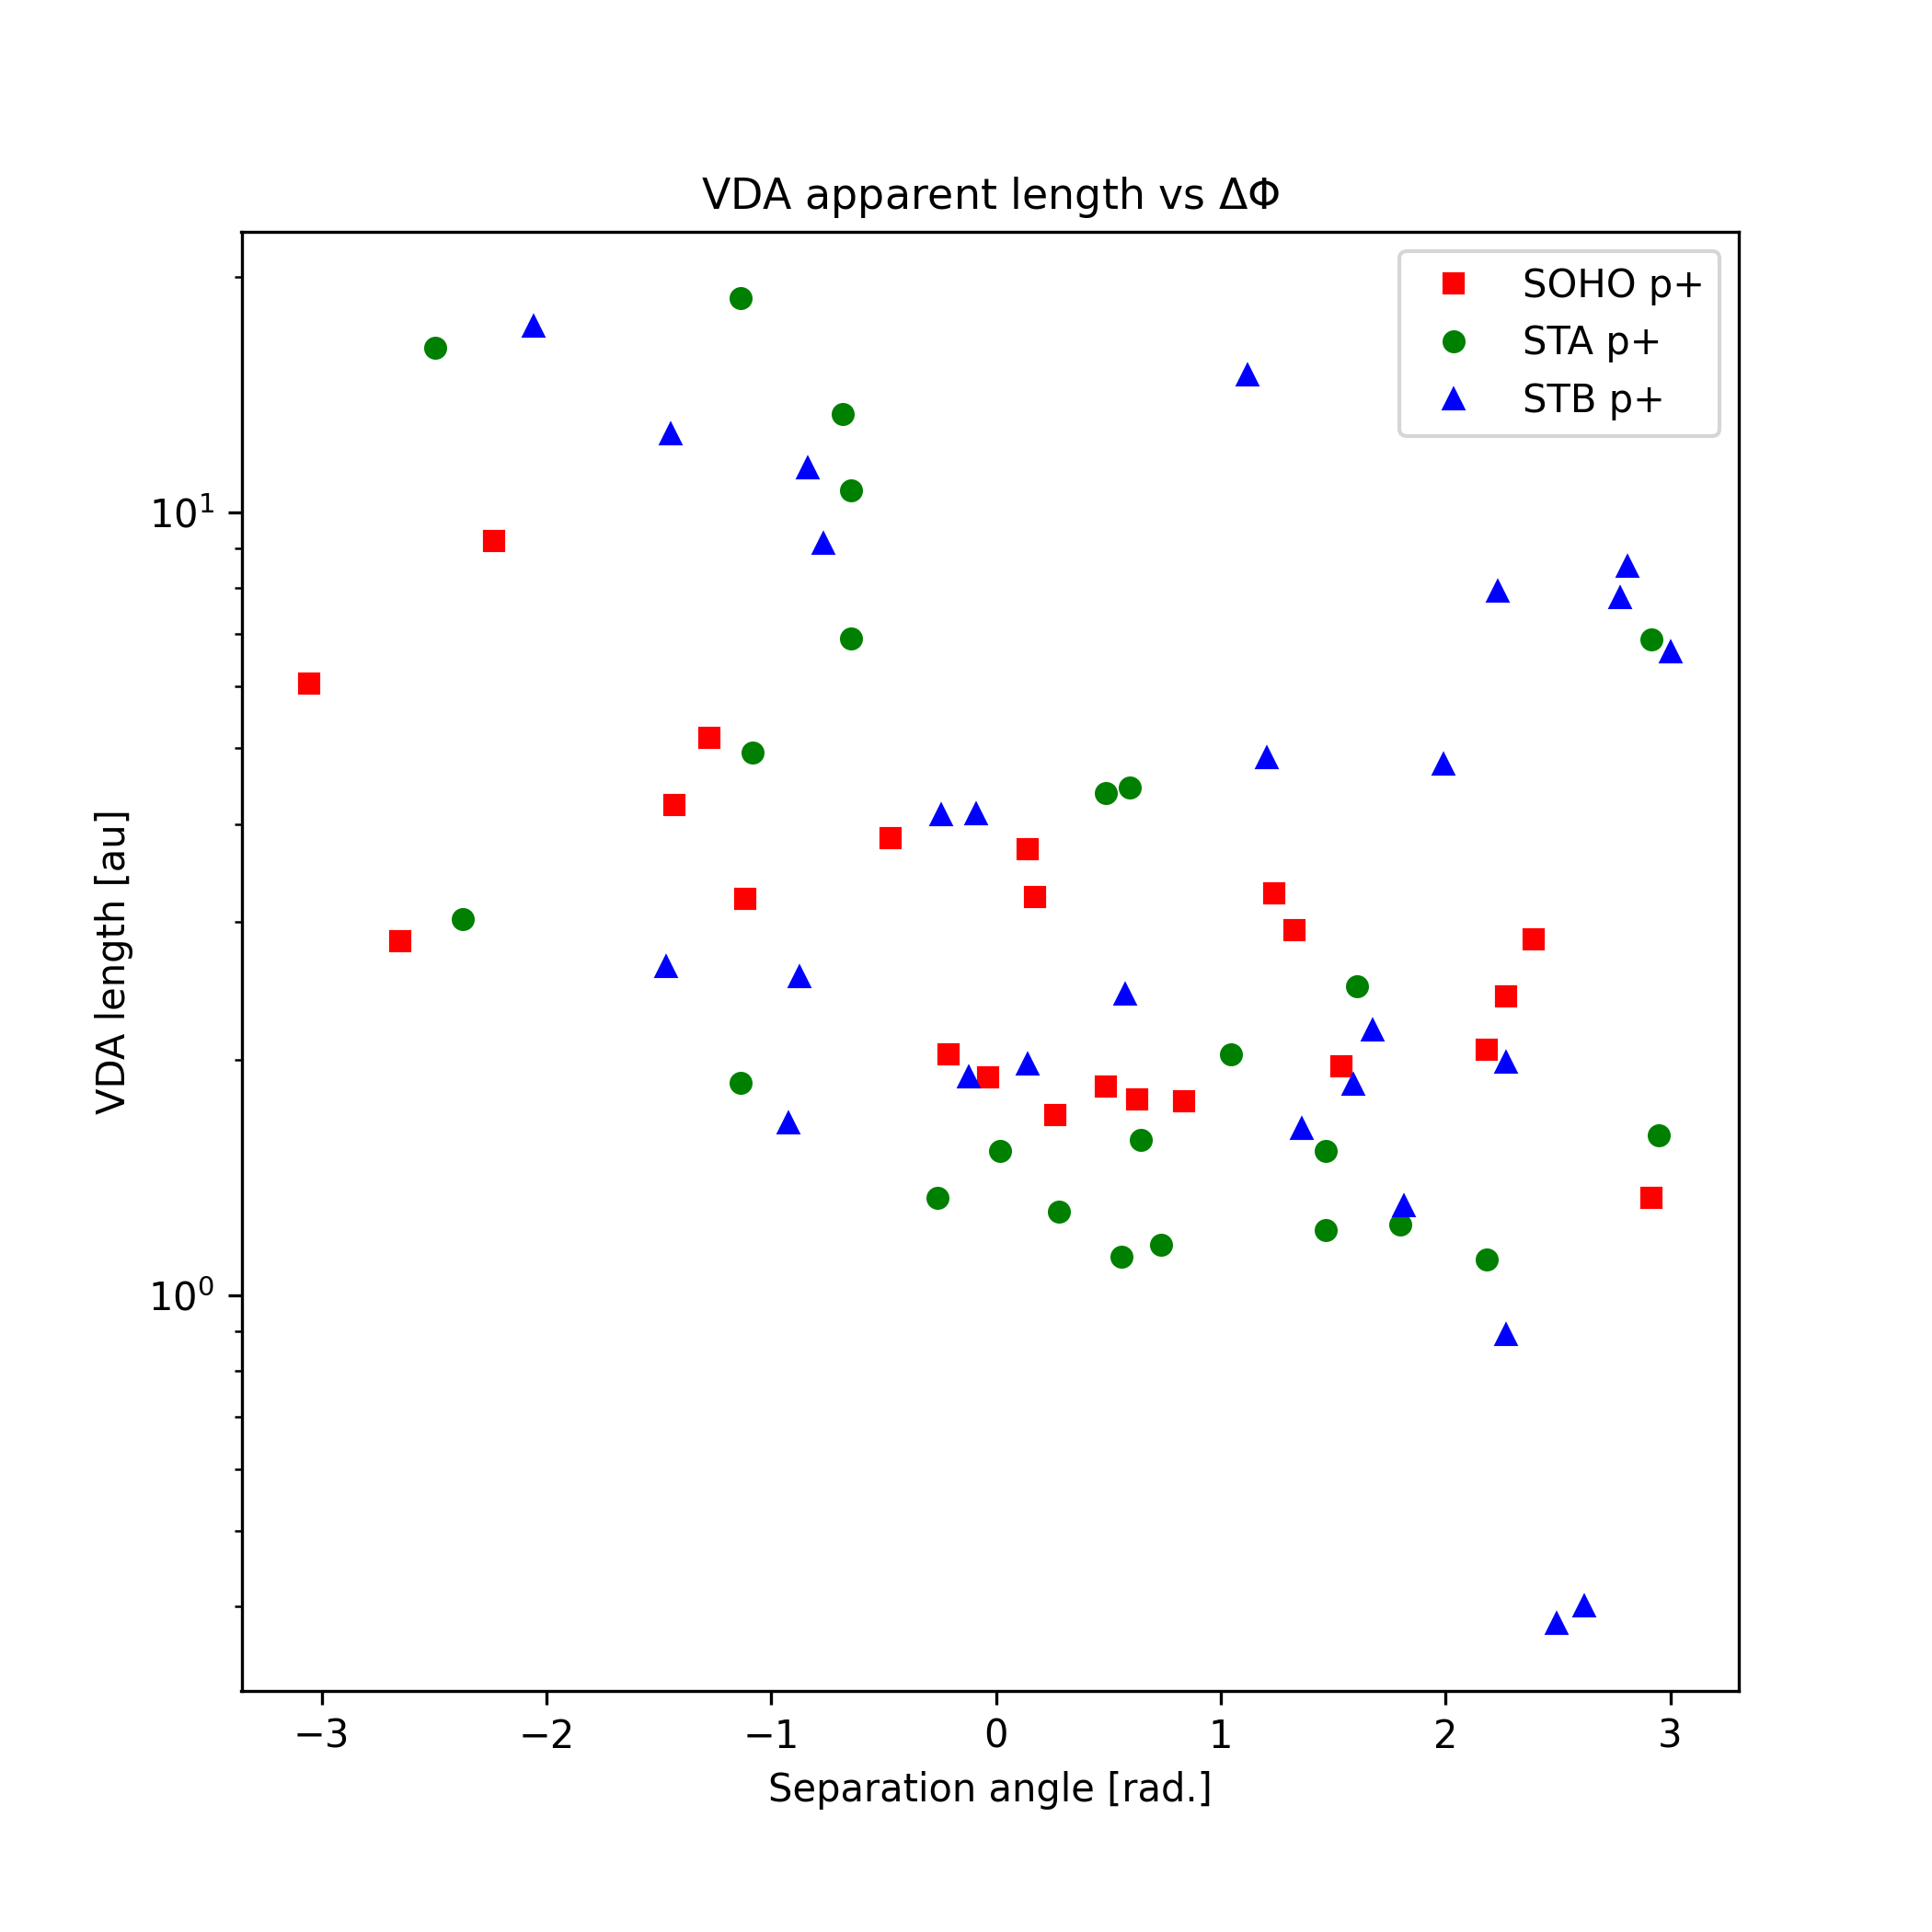 VDA apparent length vs ΔΦ
SOHO p+
STA p+
STB p+
10¹
10⁰
VDA length [au]
−3 −2 −1 0 1 2 3
Separation angle [rad.]